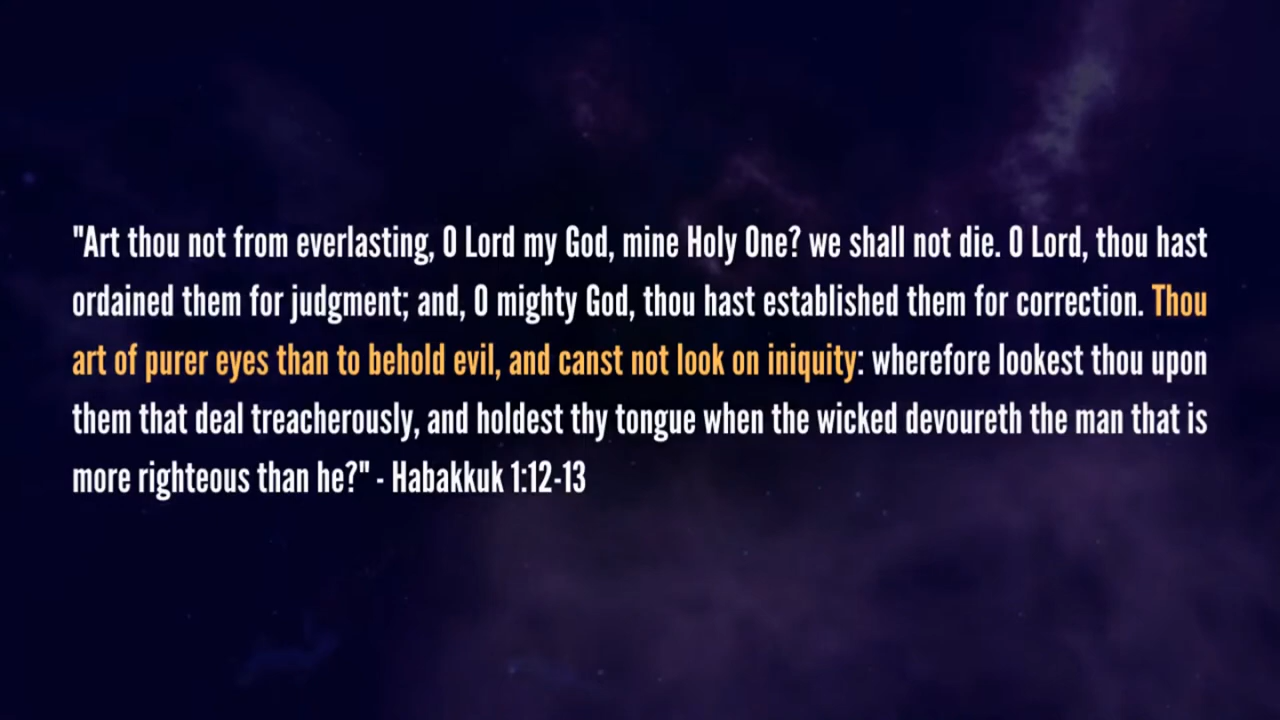 "Art thou not from everlasting, O Lord my God, mine Holy One? we shall not die. O Lord, thou hast
ordained them for judgment; and, O mighty God, thou hast established them for correction. Thou
art of purer eyes than to behold evil, and canst not look on iniquity: wherefore lookest thou upon
them that deal treacherously, and holdest thy tongue when the wicked devoureth the man that is
more righteous than he?" - Habakkuk 1:12-13